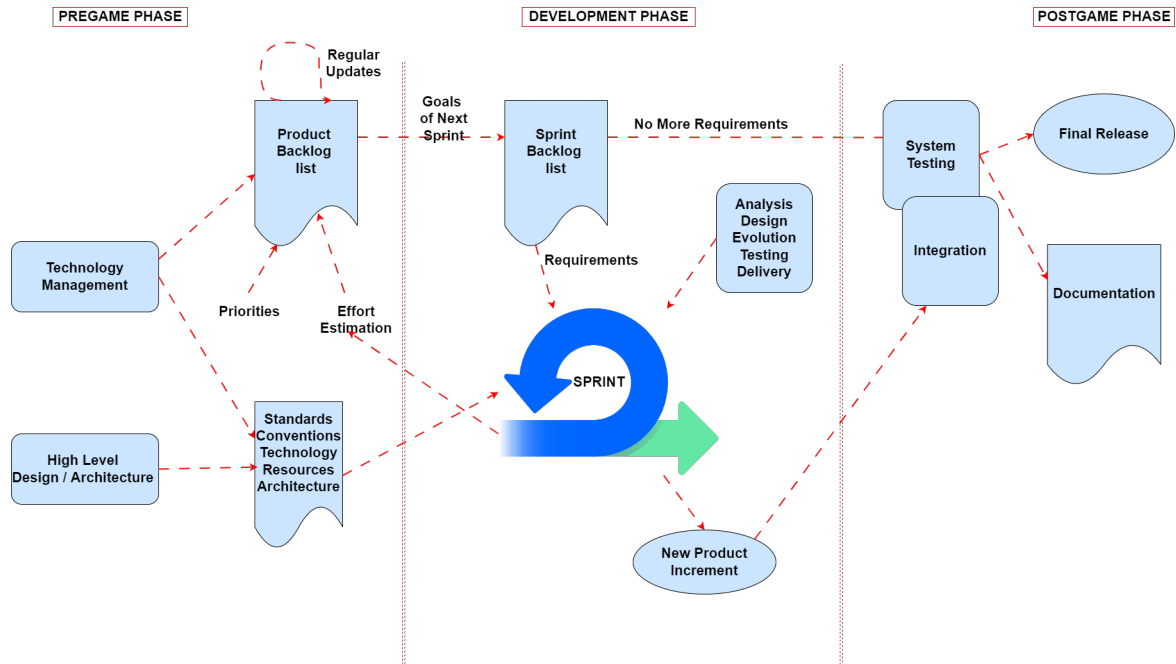 PREGAME PHASE
DEVELOPMENT PHASE
POSTGAME PHASE
Regular
Updates
Product
Backlog
list
Goals
of Next
Sprint
Sprint
Backlog
list
No More Requirements
System
Testing
Final Release
Analysis
Design
Evolution
Testing
Delivery
Integration
Technology
Management
Requirements
Documentation
Priorities
Effort
Estimation
SPRINT
Standards
Conventions
Technology
Resources
Architecture
High Level
Design / Architecture
New Product
Increment